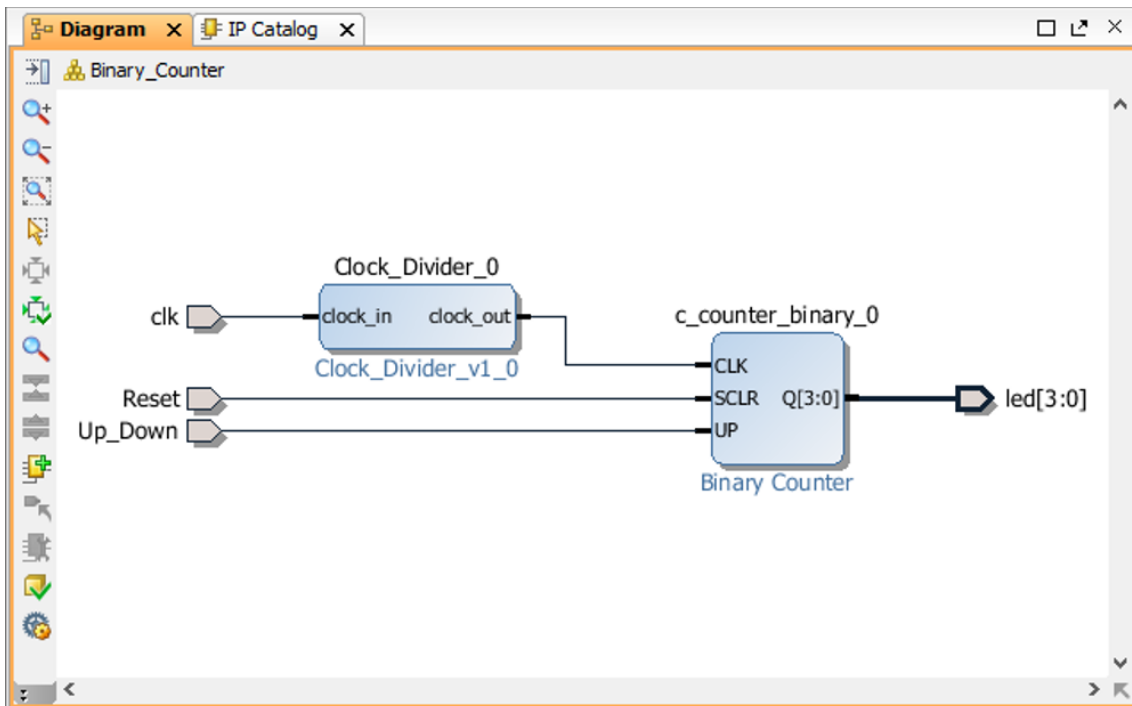 Diagram
IP Catalog
Binary_Counter
Clock_Divider_0
clk
clock_in
clock_out
Clock_Divider_v1_0
c_counter_binary_0
CLK
Reset
SCLR
Q[3:0]
led[3:0]
Up_Down
UP
Binary Counter